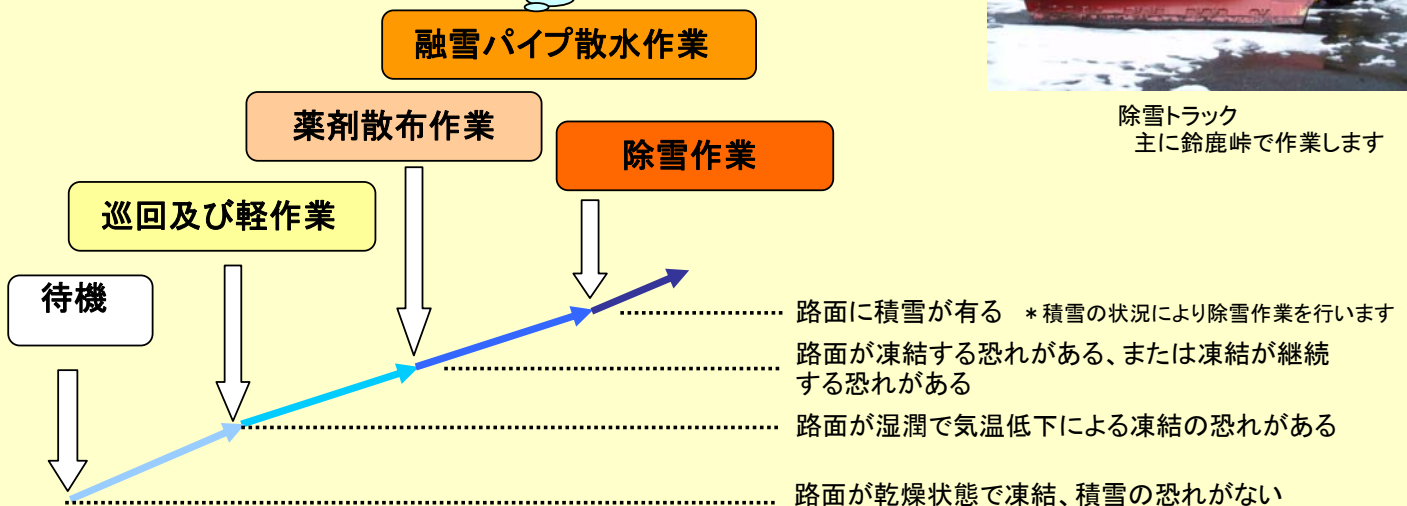 融雪パイプ散水作業
薬剤散布作業
除雪作業
除雪トラック
主に鈴鹿峠で作業します
巡回及び軽作業
待機
路面に積雪が有る ＊積雪の状況により除雪作業を行います
路面が凍結する恐れがある、または凍結が継続
する恐れがある
路面が湿潤で気温低下による凍結の恐れがある
路面が乾燥状態で凍結、積雪の恐れがない